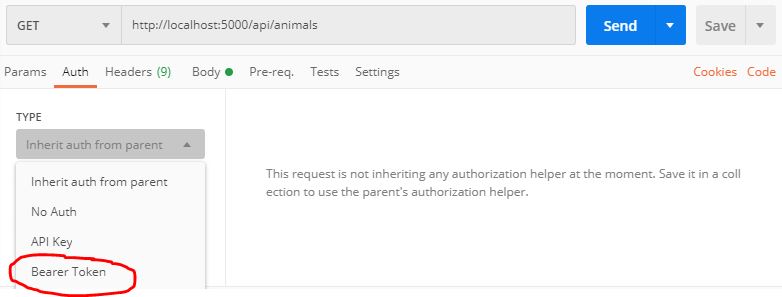 GET http://localhost:5000/api/animals Send Save
Params Auth Headers (9) Body Pre-req. Tests Settings Cookies Code
TYPE
Inherit auth from parent
Inherit auth from parent
No Auth
API Key
Bearer Token
This request is not inheriting any authorization helper at the moment. Save it in a coll
ection to use the parent's authorization helper.